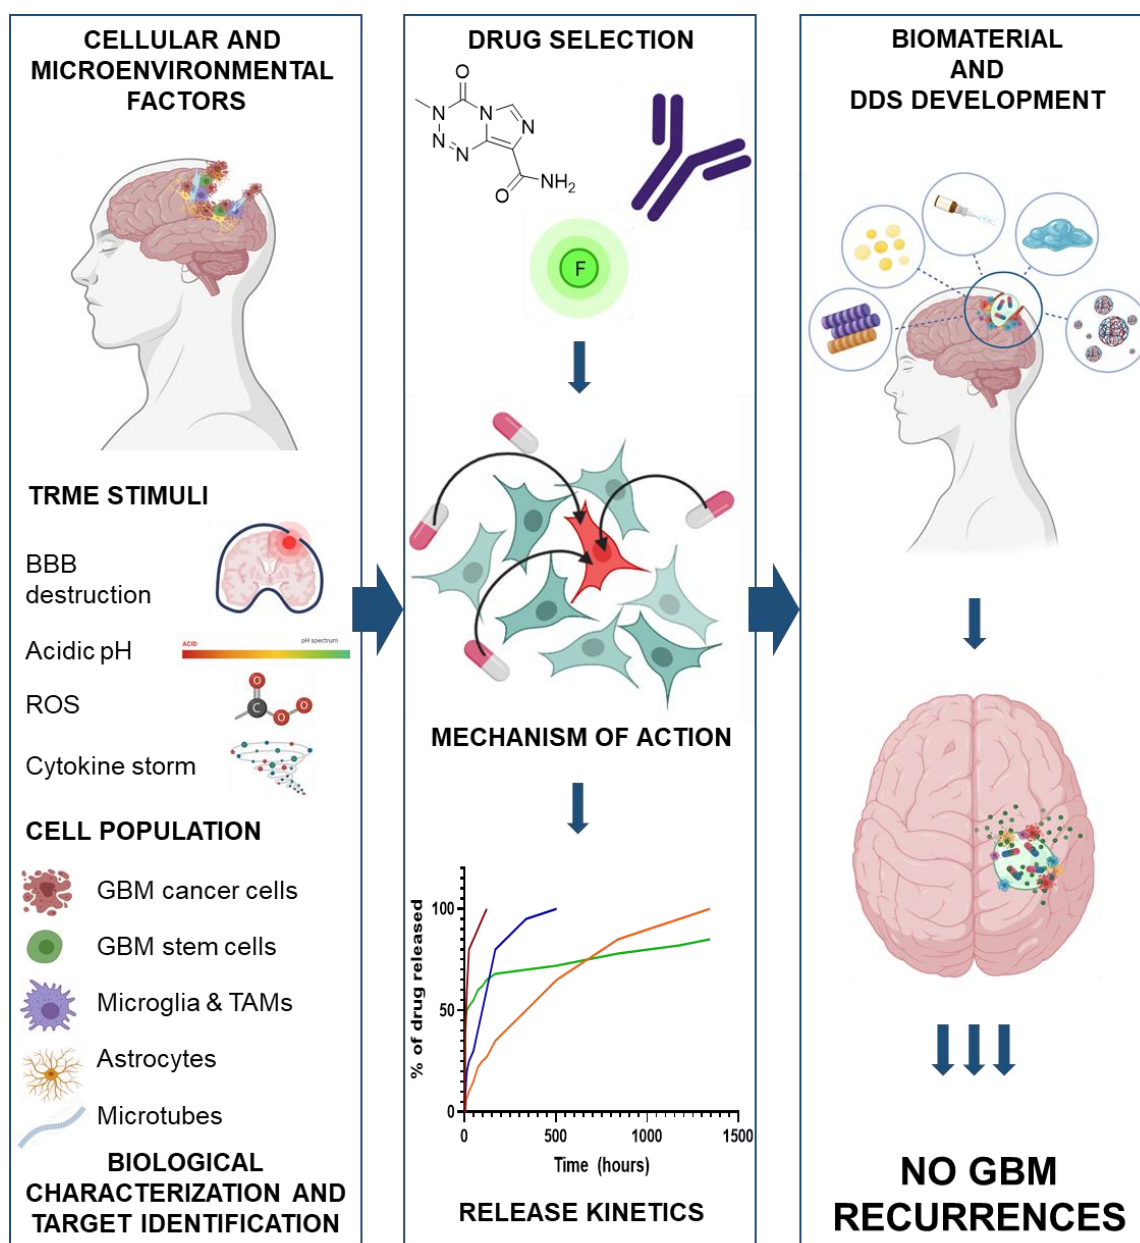 CELLULAR AND
MICROENVIRONMENTAL
FACTORS
TRME STIMULI
BBB
destruction
Acidic pH
ACID
pH spectrum
ROS
O
C
O
O
Cytokine storm
CELL POPULATION
GBM cancer cells
GBM stem cells
Microglia & TAMs
Astrocytes
Microtubes
BIOLOGICAL
CHARACTERIZATION AND
TARGET IDENTIFICATION
DRUG SELECTION
O
N
N
N
N
N
O
NH2
F
MECHANISM OF ACTION
% of drug released
100
50
0
0
500
1000
1500
Time (hours)
RELEASE KINETICS
BIOMATERIAL
AND
DDS DEVELOPMENT
NO GBM
RECURRENCES